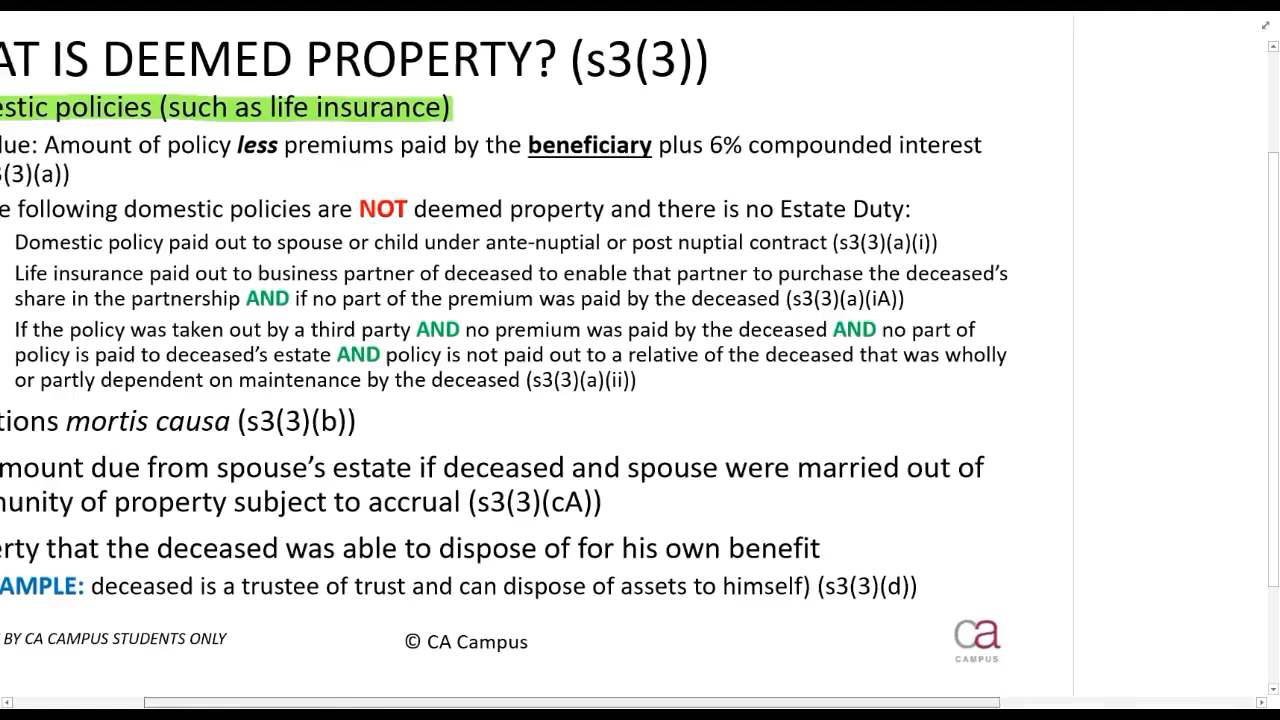 AT IS DEEMED PROPERTY? (s3(3))
estic policies (such as life insurance)
lue: Amount of policy less premiums paid by the beneficiary plus 6% compounded interest
3(3)(a))
e following domestic policies are NOT deemed property and there is no Estate Duty:
Domestic policy paid out to spouse or child under ante-nuptial or post nuptial contract (s3(3)(a)(i))
Life insurance paid out to business partner of deceased to enable that partner to purchase the deceased's
share in the partnership AND if no part of the premium was paid by the deceased (s3(3)(a)(iA))
If the policy was taken out by a third party AND no premium was paid by the deceased AND no part of
policy is paid to deceased's estate AND policy is not paid out to a relative of the deceased that was wholly
or partly dependent on maintenance by the deceased (s3(3)(a)(ii))
tions mortis causa (s3(3)(b))
mount due from spouse's estate if deceased and spouse were married out of
unity of property subject to accrual (s3(3)(cA))
erty that the deceased was able to dispose of for his own benefit
AMPLE: deceased is a trustee of trust and can dispose of assets to himself) (s3(3)(d))
BY CA CAMPUS STUDENTS ONLY
© CA Campus
ca
CAMPUS